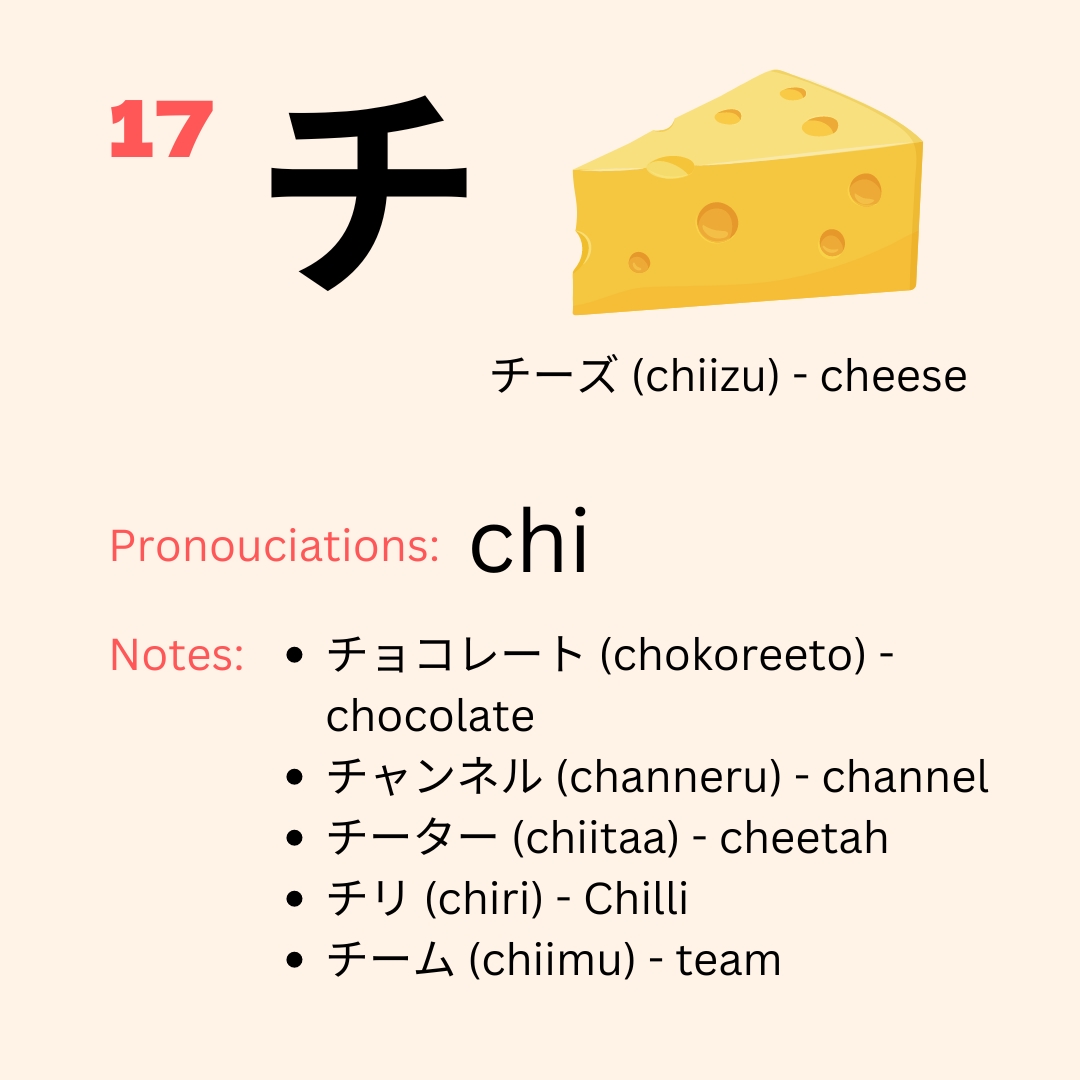 17 チ
チーズ (chiizu) - cheese
Pronouciations: chi
Notes: • チョコレート (chokoreeto) -
chocolate
• チャンネル (channeru) - channel
• チーター (chiitaa) - cheetah
• チリ (chiri) - Chilli
• チーム (chiimu) - team